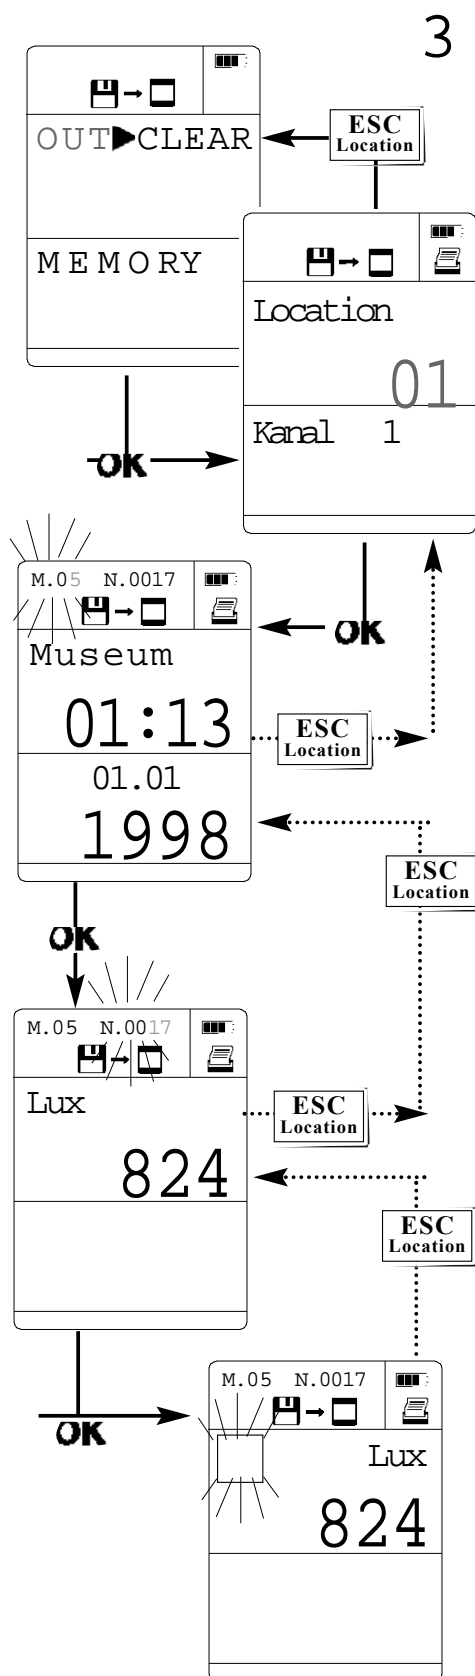 3
OUT▶CLEAR
MEMORY
ESC
Location
Location
01
Kanal 1
OK
OK
M.05 N.0017
Museum
01:13
01.01
1998
ESC
Location
ESC
Location
OK
M.05 N.0017
Lux
824
ESC
Location
ESC
Location
OK
M.05 N.0017
Lux
824